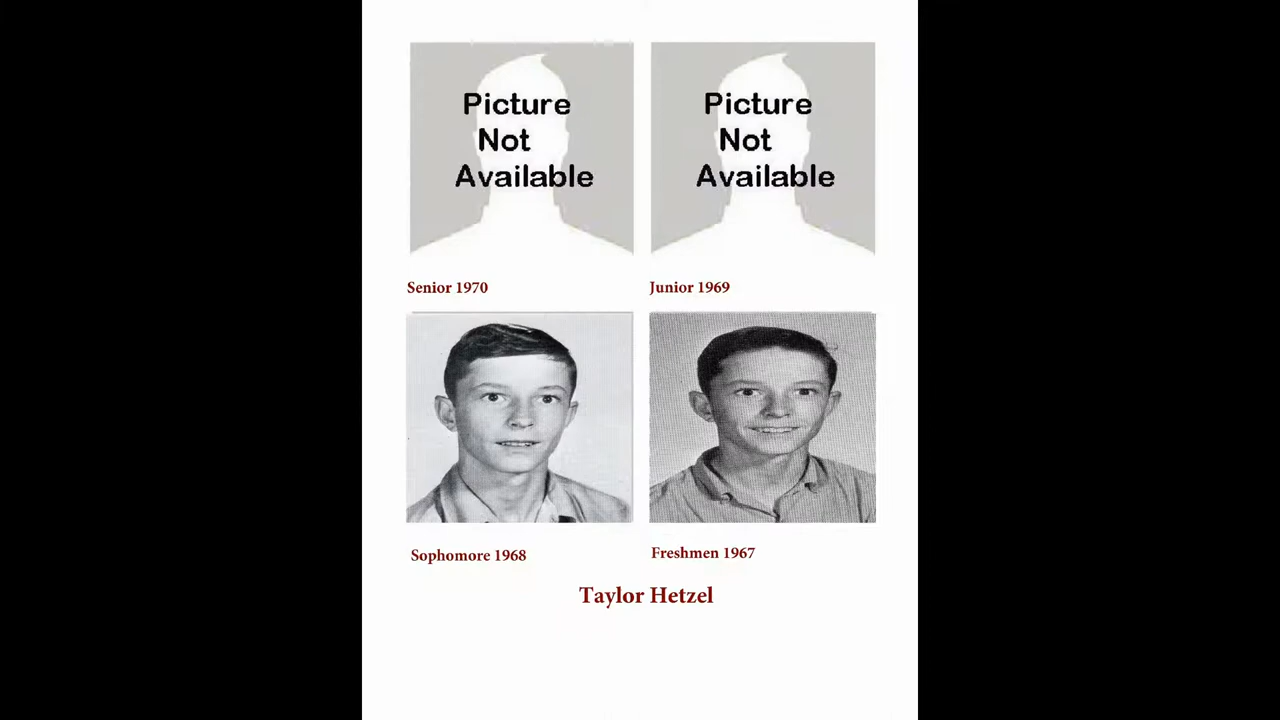 Picture
Not
Available
Picture
Not
Available
Senior 1970
Junior 1969
Sophomore 1968
Freshmen 1967
Taylor Hetzel